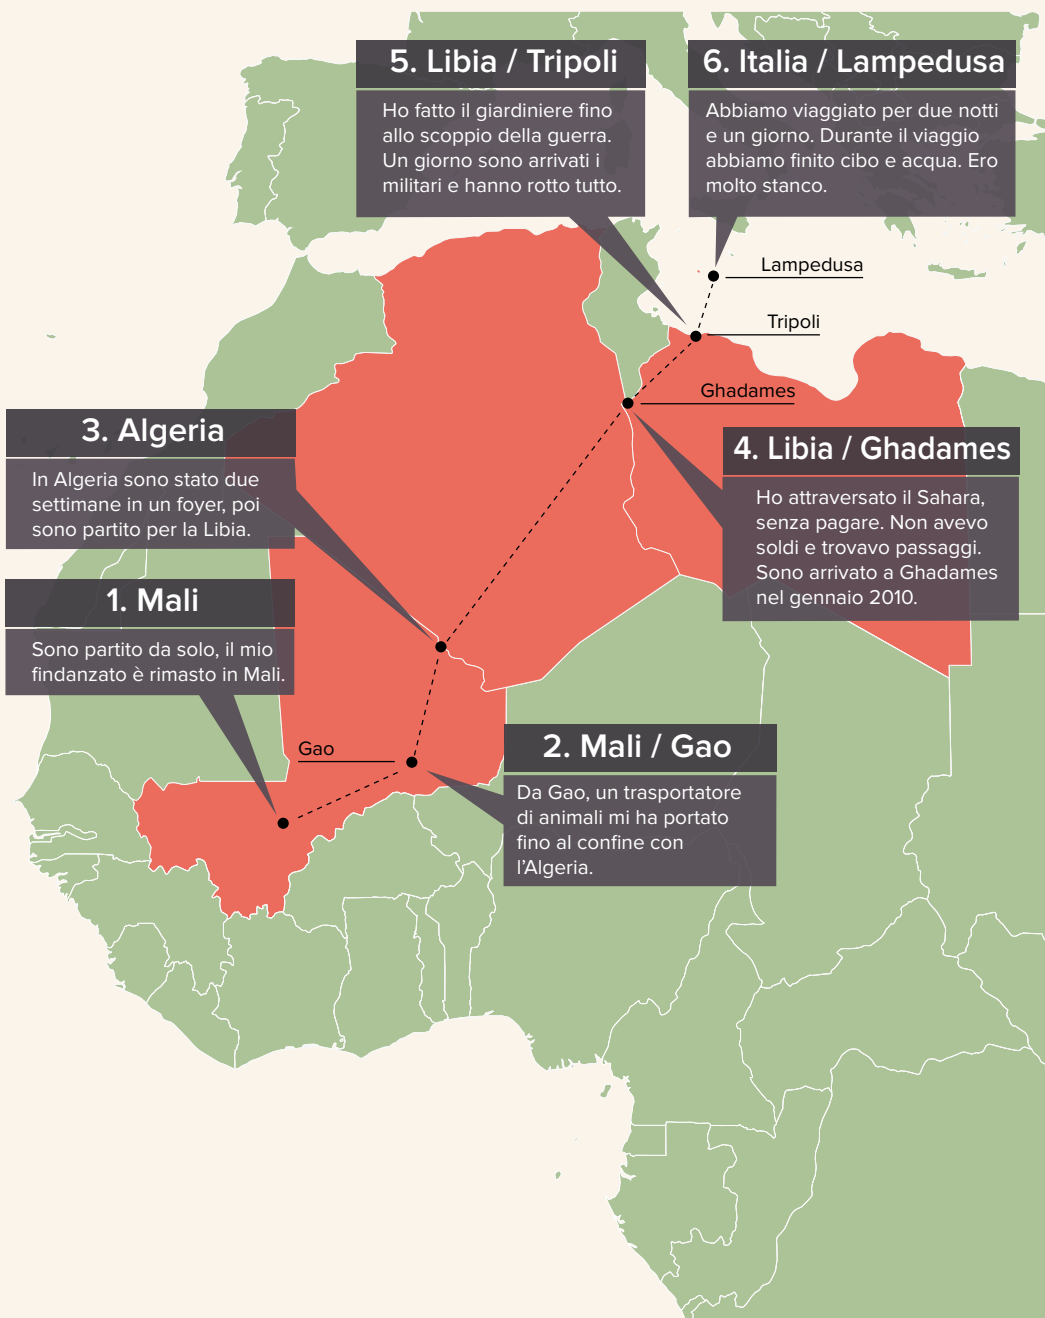 5. Libia / Tripoli
Ho fatto il giardiniere fino
allo scoppio della guerra.
Un giorno sono arrivati i
militari e hanno rotto tutto.
6. Italia / Lampedusa
Abbiamo viaggiato per due notti
e un giorno. Durante il viaggio
abbiamo finito cibo e acqua. Ero
molto stanco.
Lampedusa
Tripoli
Ghadames
3. Algeria
In Algeria sono stato due
settimane in un foyer, poi
sono partito per la Libia.
4. Libia / Ghadames
Ho attraversato il Sahara,
senza pagare. Non avevo
soldi e trovavo passaggi.
Sono arrivato a Ghadames
nel gennaio 2010.
1. Mali
Sono partito da solo, il mio
findanzato è rimasto in Mali.
Gao
2. Mali / Gao
Da Gao, un trasportatore
di animali mi ha portato
fino al confine con
l’Algeria.